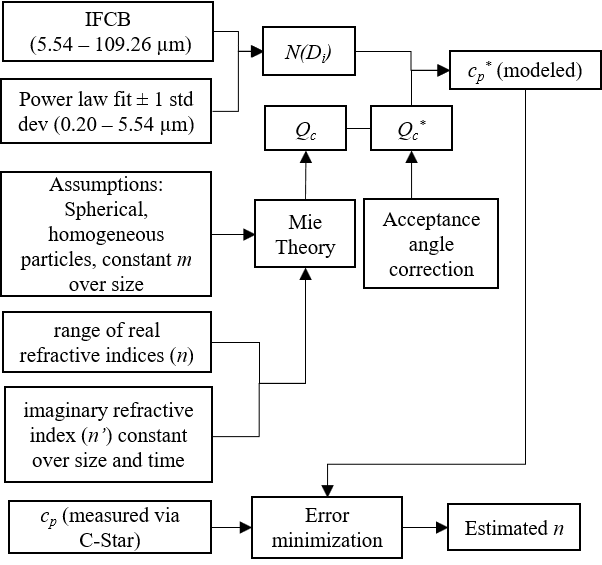 IFCB
(5.54 – 109.26 µm)
N(Dᵢ)
cₚ* (modeled)
Power law fit ± 1 std
dev (0.20 – 5.54 µm)
Q꜀
Q꜀*
Assumptions:
Spherical,
homogeneous
particles, constant m
over size
Mie
Theory
Acceptance
angle
correction
range of real
refractive indices (n)
imaginary refractive
index (n’) constant
over size and time
cₚ (measured via
C-Star)
Error
minimization
Estimated n